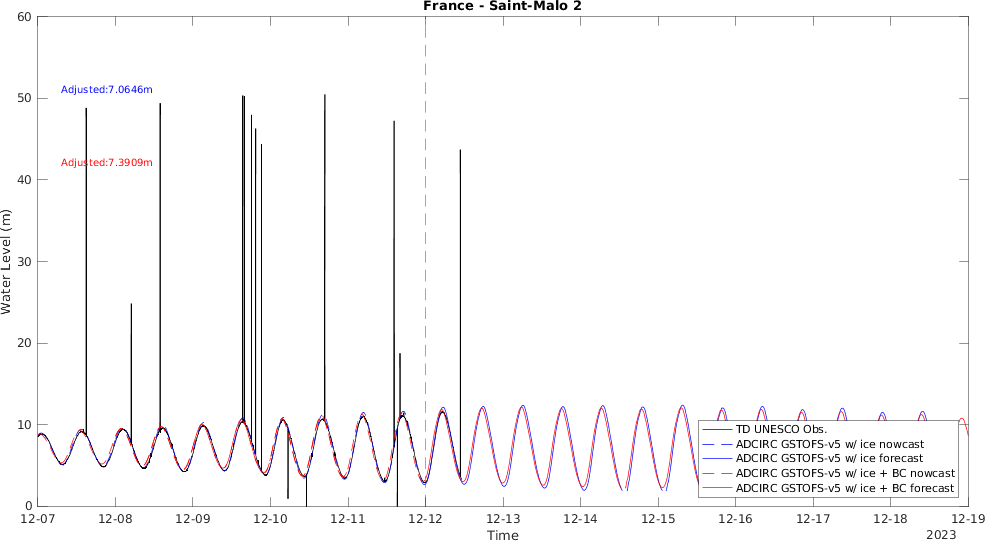 France - Saint-Malo 2
60
50
40
30
20
10
0
Water Level (m)
Adjusted:7.0646m
Adjusted:7.3909m
TD UNESCO Obs.
ADCIRC GSTOFS-v5 w/ ice nowcast
ADCIRC GSTOFS-v5 w/ ice forecast
ADCIRC GSTOFS-v5 w/ ice + BC nowcast
ADCIRC GSTOFS-v5 w/ ice + BC forecast
12-07 12-08 12-09 12-10 12-11 12-12 12-13 12-14 12-15 12-16 12-17 12-18 12-19
Time
2023